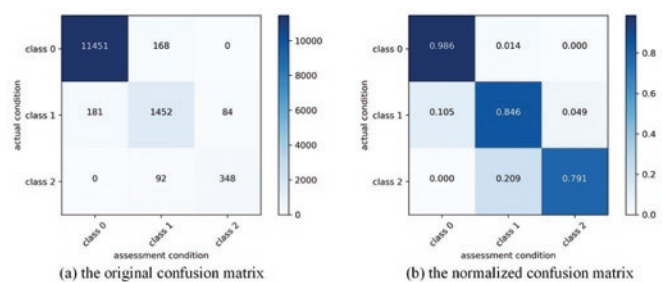 class 0
11451 168 0
10000
8000
actual condition
class 1
181 1452 84
6000
4000
class 2
0 92 348
2000
0
class 0 class 1 class 2
assessment condition
(a) the original confusion matrix
class 0
0.986 0.014 0.000
0.8
actual condition
class 1
0.105 0.846 0.049
0.6
0.4
class 2
0.000 0.209 0.791
0.2
0.0
class 0 class 1 class 2
assessment condition
(b) the normalized confusion matrix